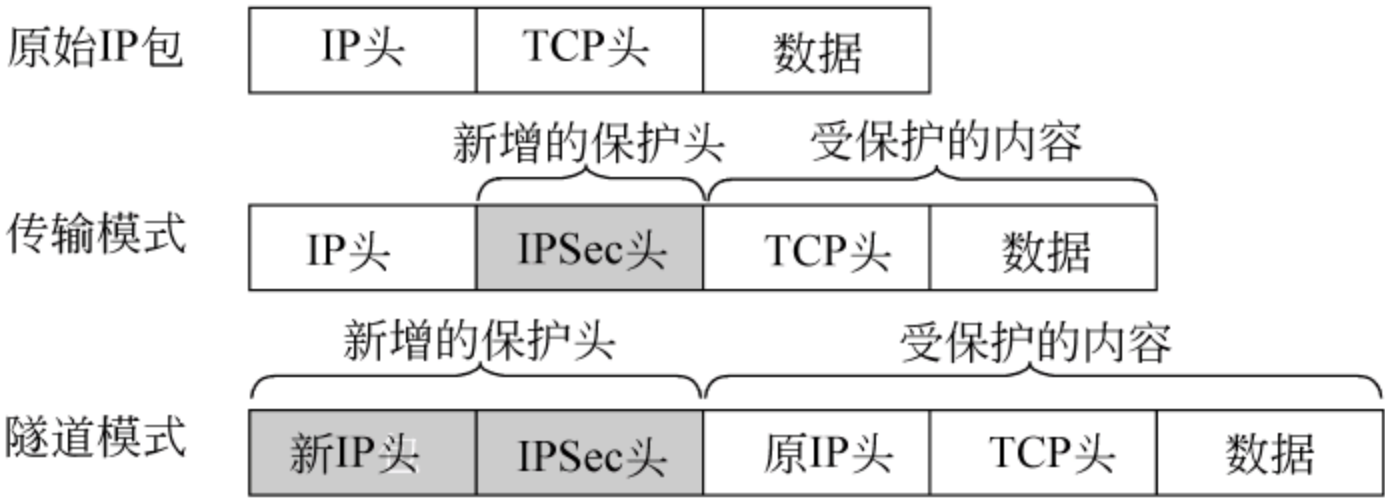 原始IP包 IP头 TCP头 数据
新增的保护头 受保护的内容
传输模式 IP头 IPSec头 TCP头 数据
新增的保护头 受保护的内容
隧道模式 新IP头 IPSec头 原IP头 TCP头 数据